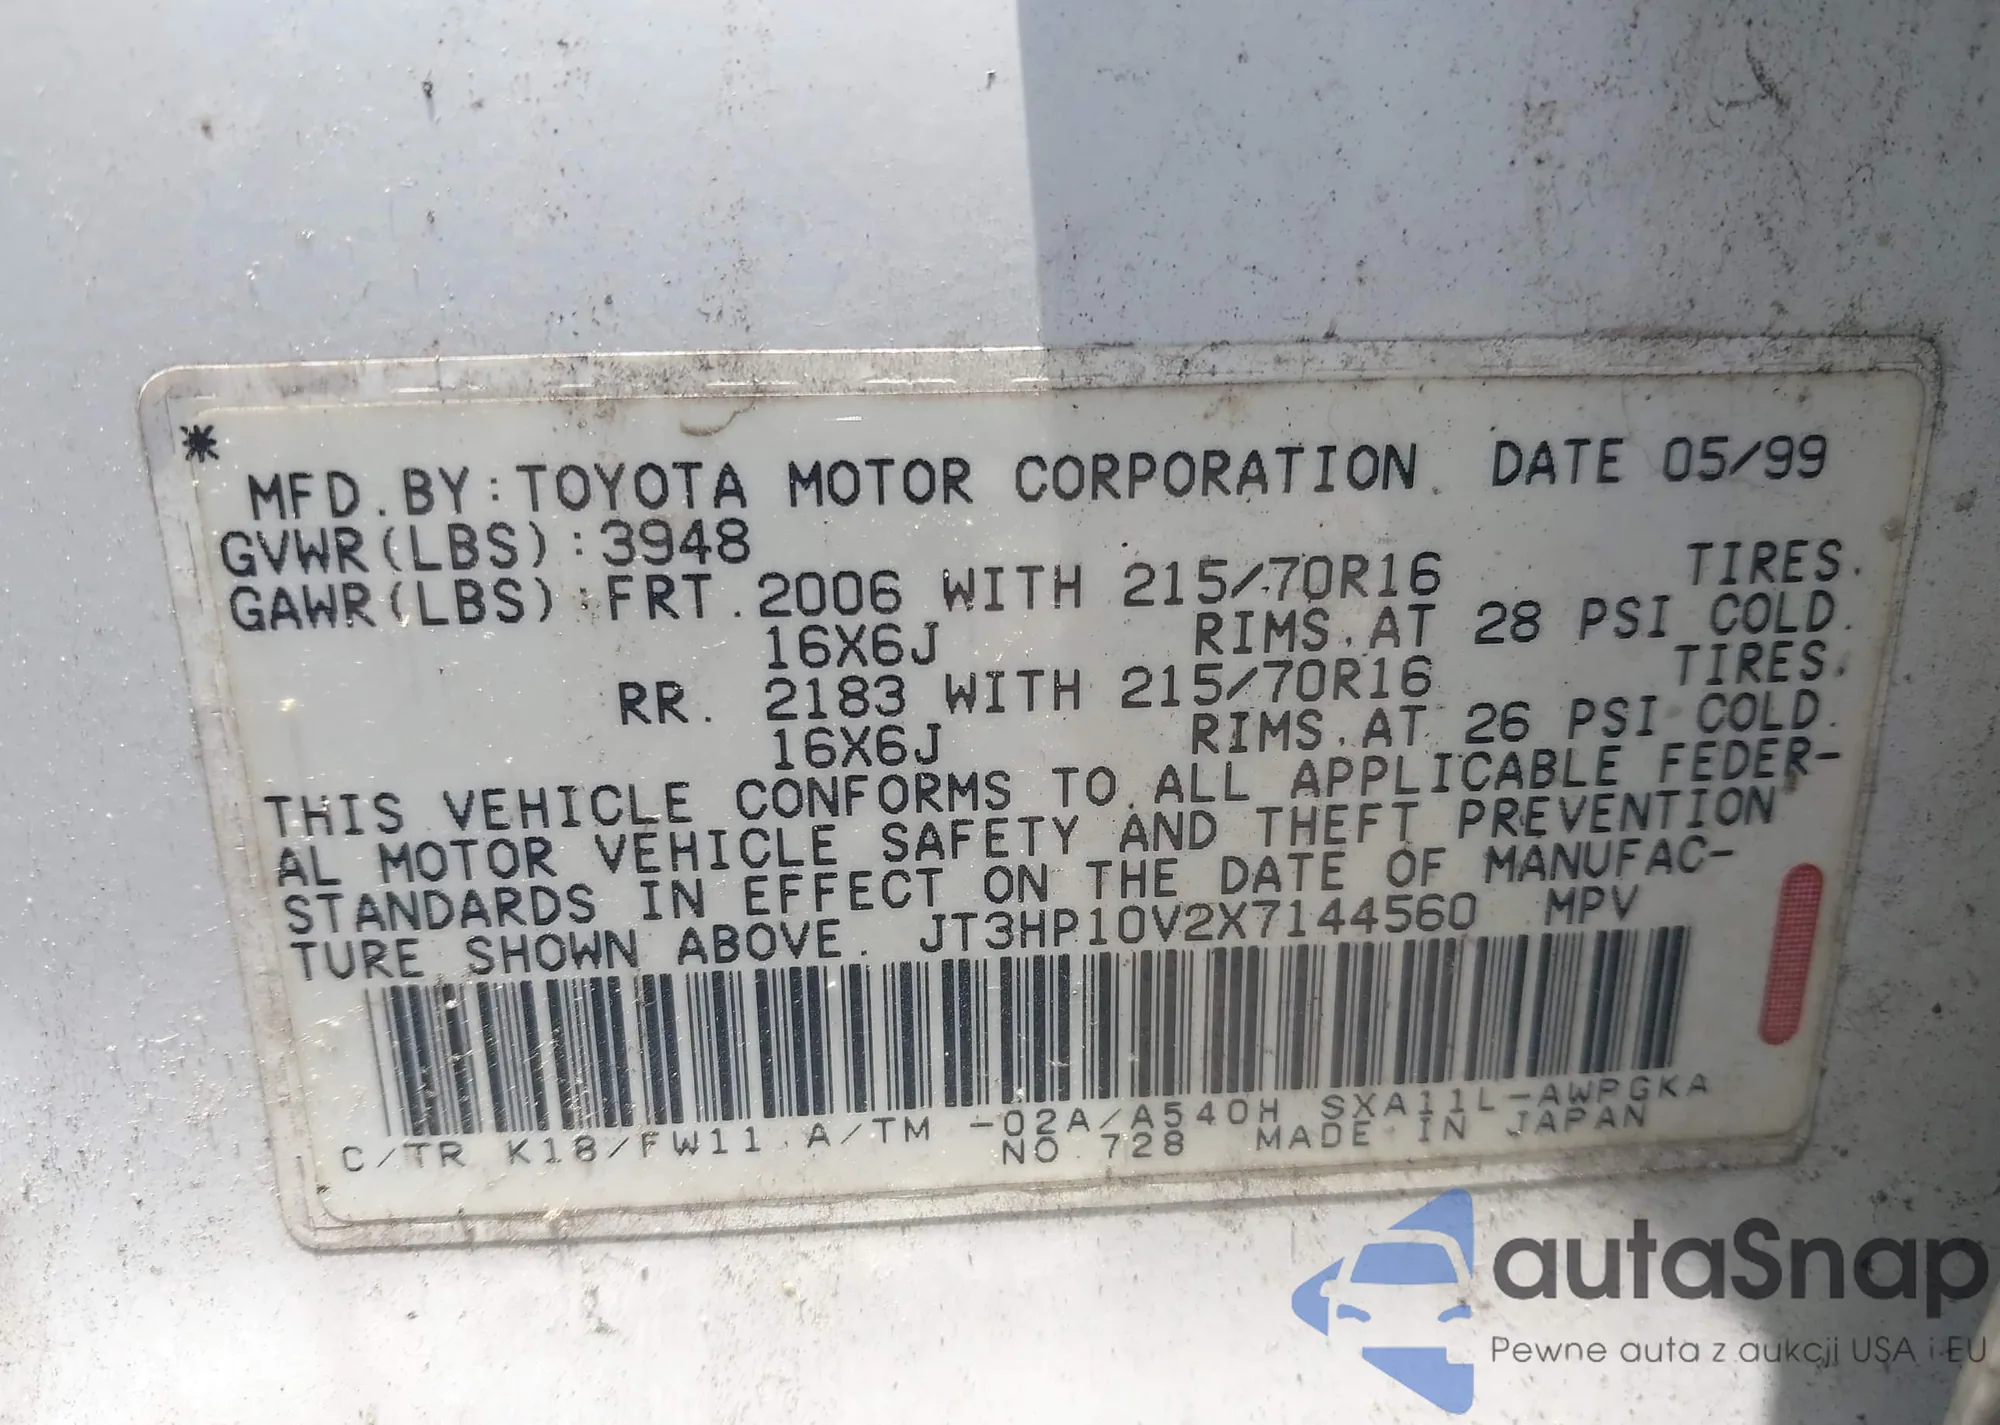 *
MFD.BY:TOYOTA MOTOR CORPORATION. DATE 05/99
GVWR(LBS):3948
GAWR(LBS):FRT.2006 WITH 215/70R16 TIRES.
16X6J RIMS.AT 28 PSI COLD.
RR. 2183 WITH 215/70R16 TIRES.
16X6J RIMS.AT 26 PSI COLD.
THIS VEHICLE CONFORMS TO ALL APPLICABLE FEDER-
AL MOTOR VEHICLE SAFETY AND THEFT PREVENTION
STANDARDS IN EFFECT ON THE DATE OF MANUFAC-
TURE SHOWN ABOVE. JT3HP10V2X7144560 MPV
C/TR K18/FW11 A/TM -02A/A540H SXA11L-AWPGKA
NO.728 MADE IN JAPAN
autaSnap
Pewne auta z aukcji USA i EU